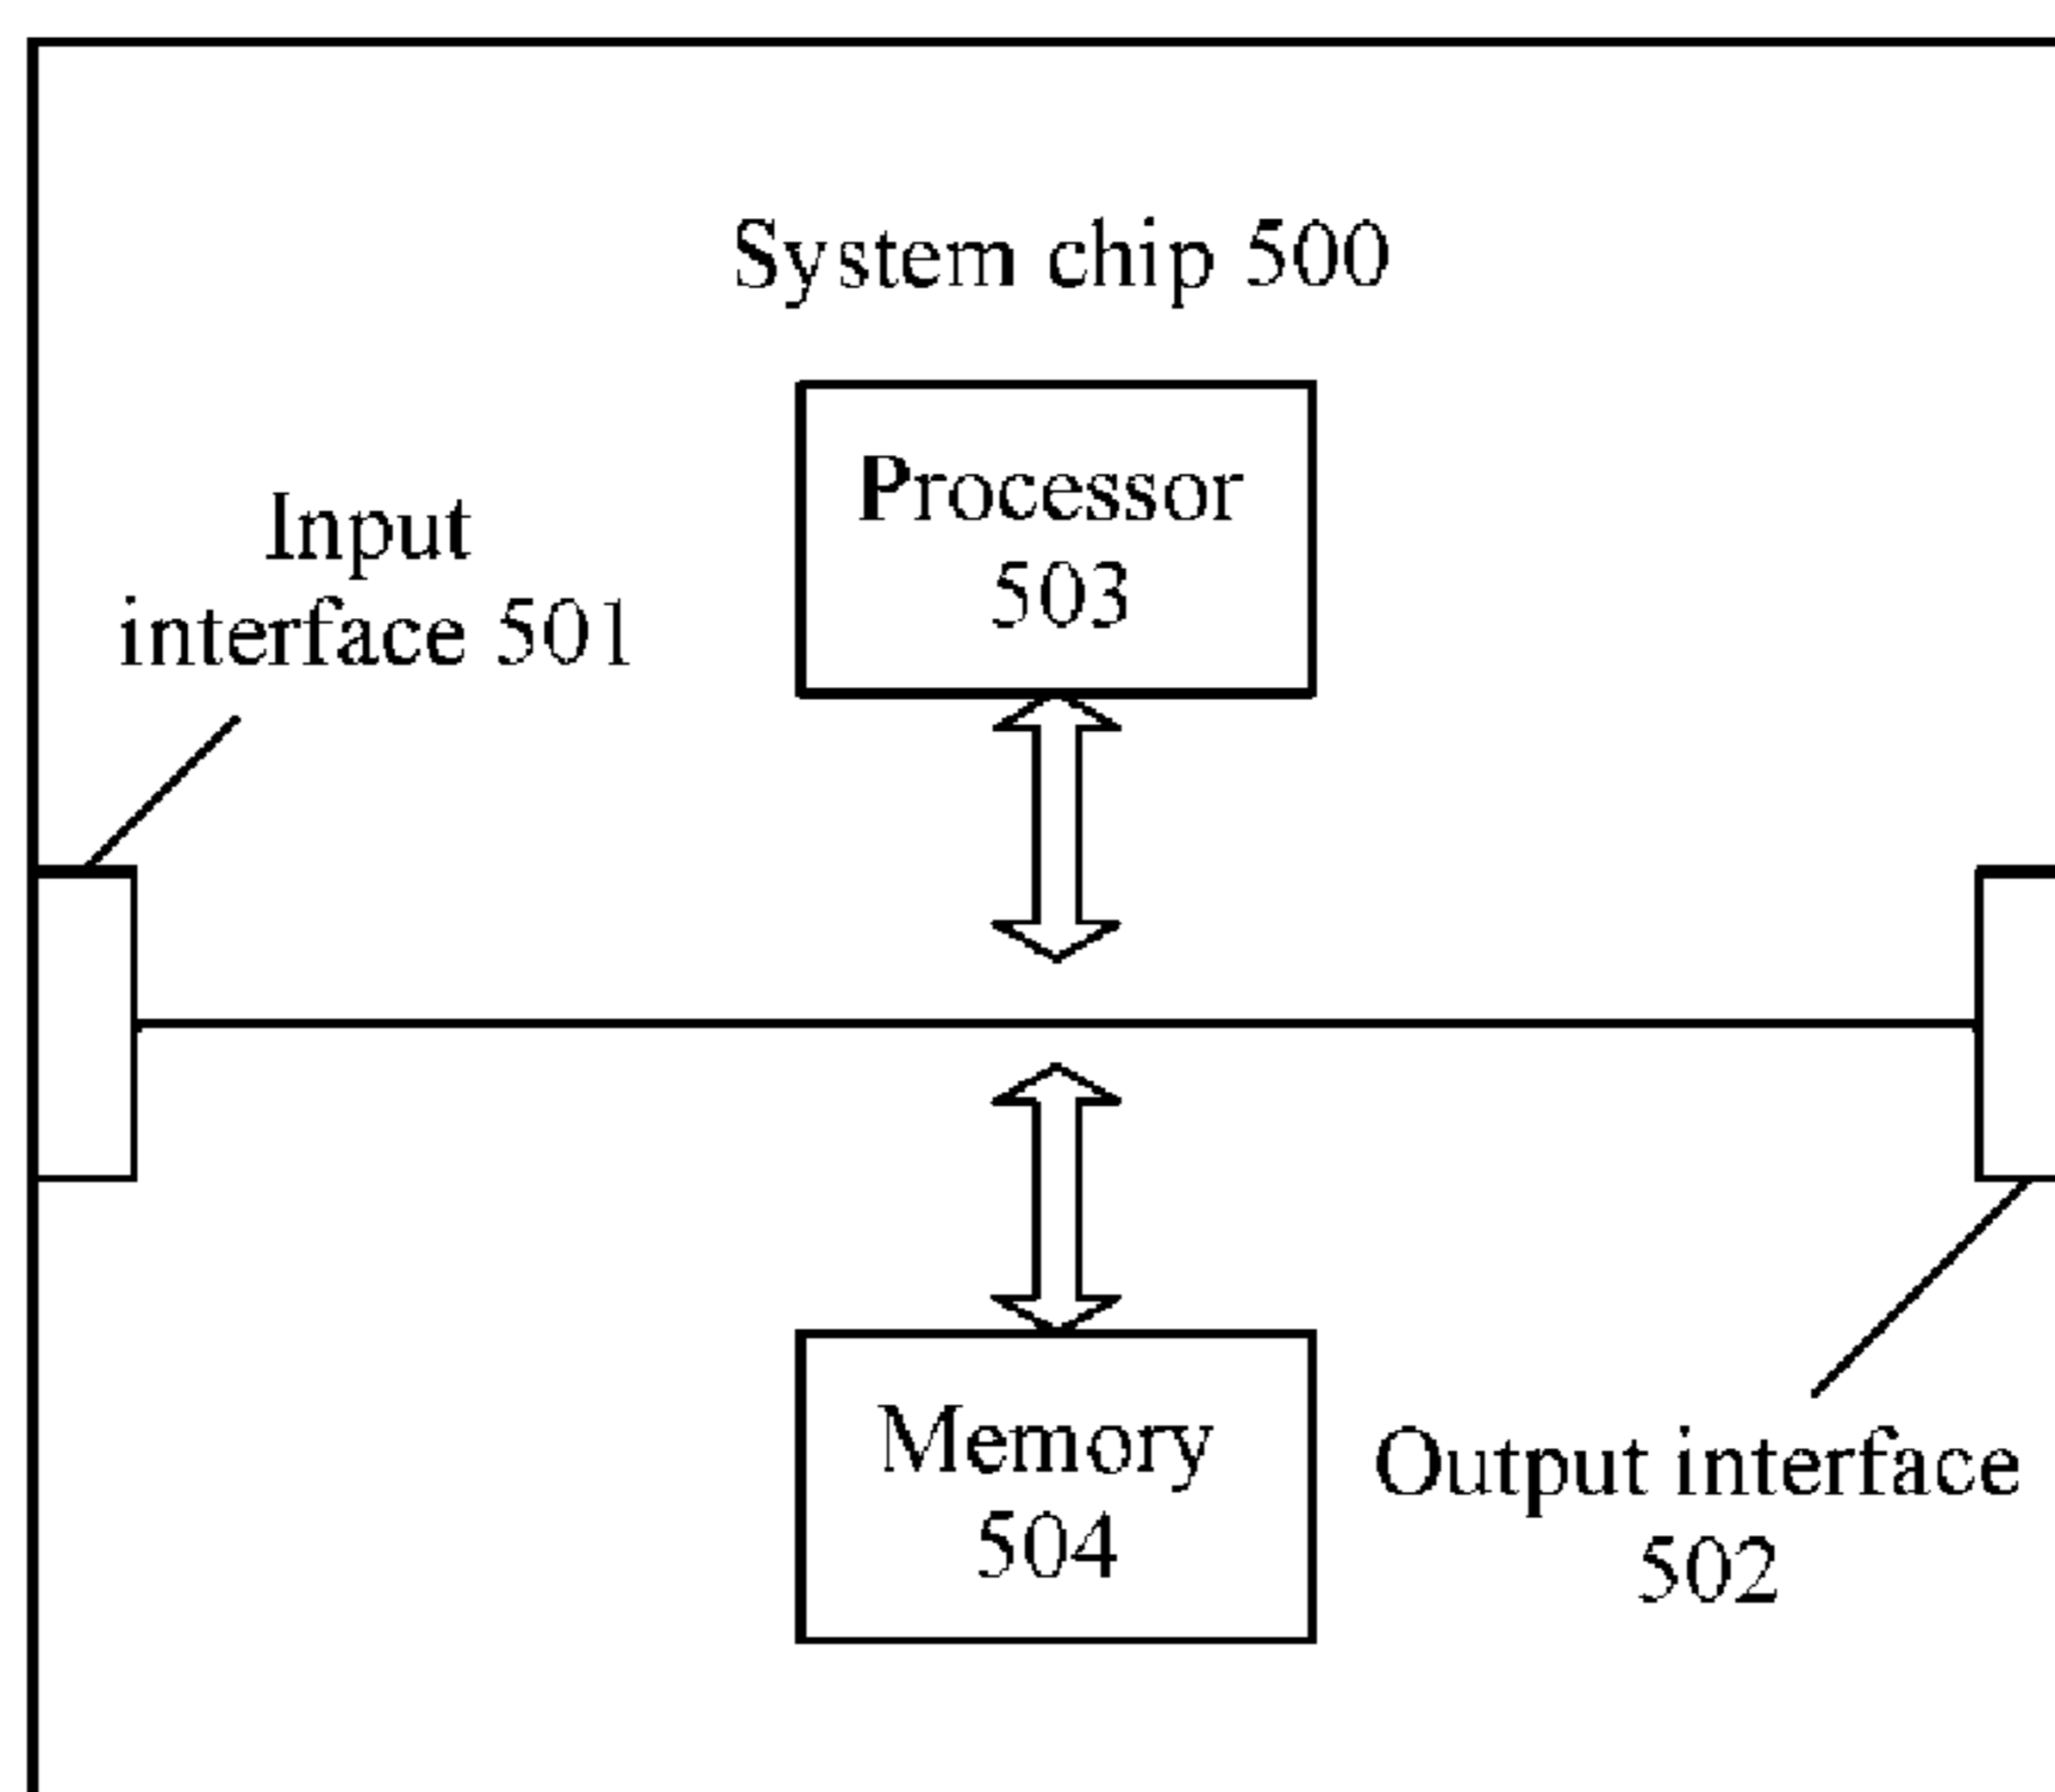 System chip 500
Processor
503
Input
interface 501
Memory
504
Output interface
502